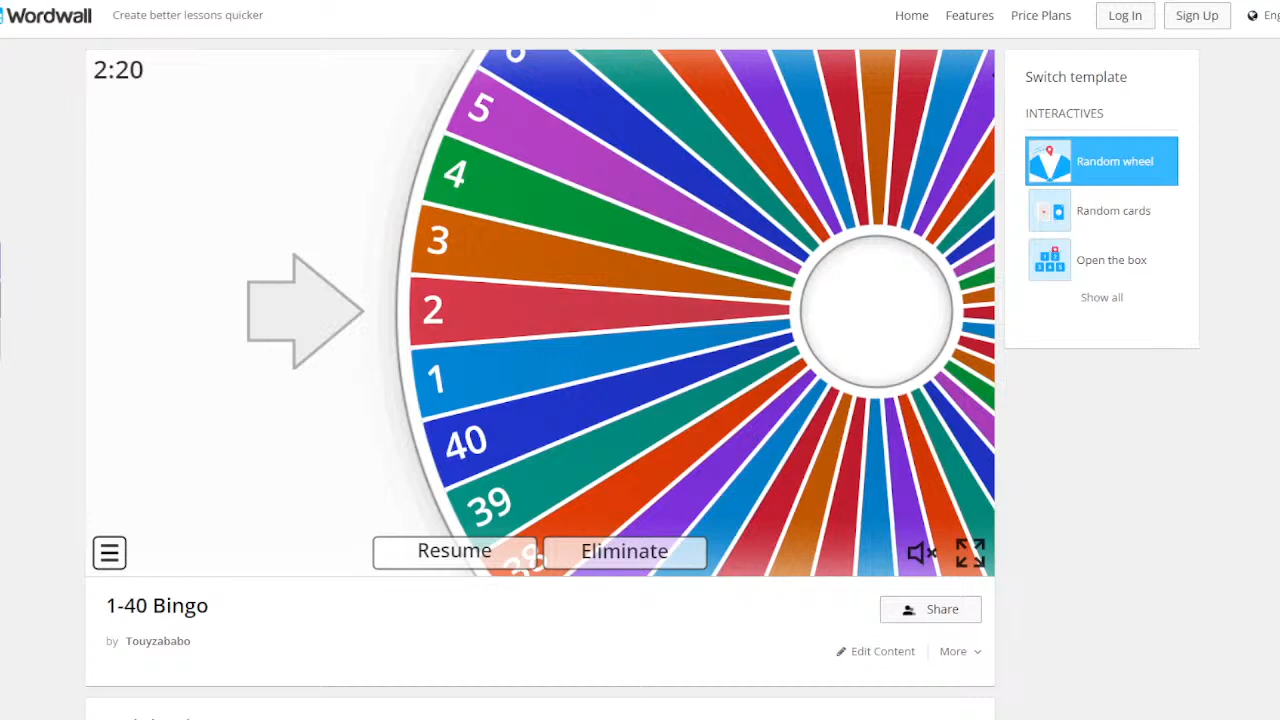 Wordwall Create better lessons quicker Home Features Price Plans Log In Sign Up
2:20
5
4
3
2
1
40
39
Resume Eliminate
1-40 Bingo
by Touyzababo
Share
Edit Content More
Switch template
INTERACTIVES
Random wheel
Random cards
Open the box
Show all